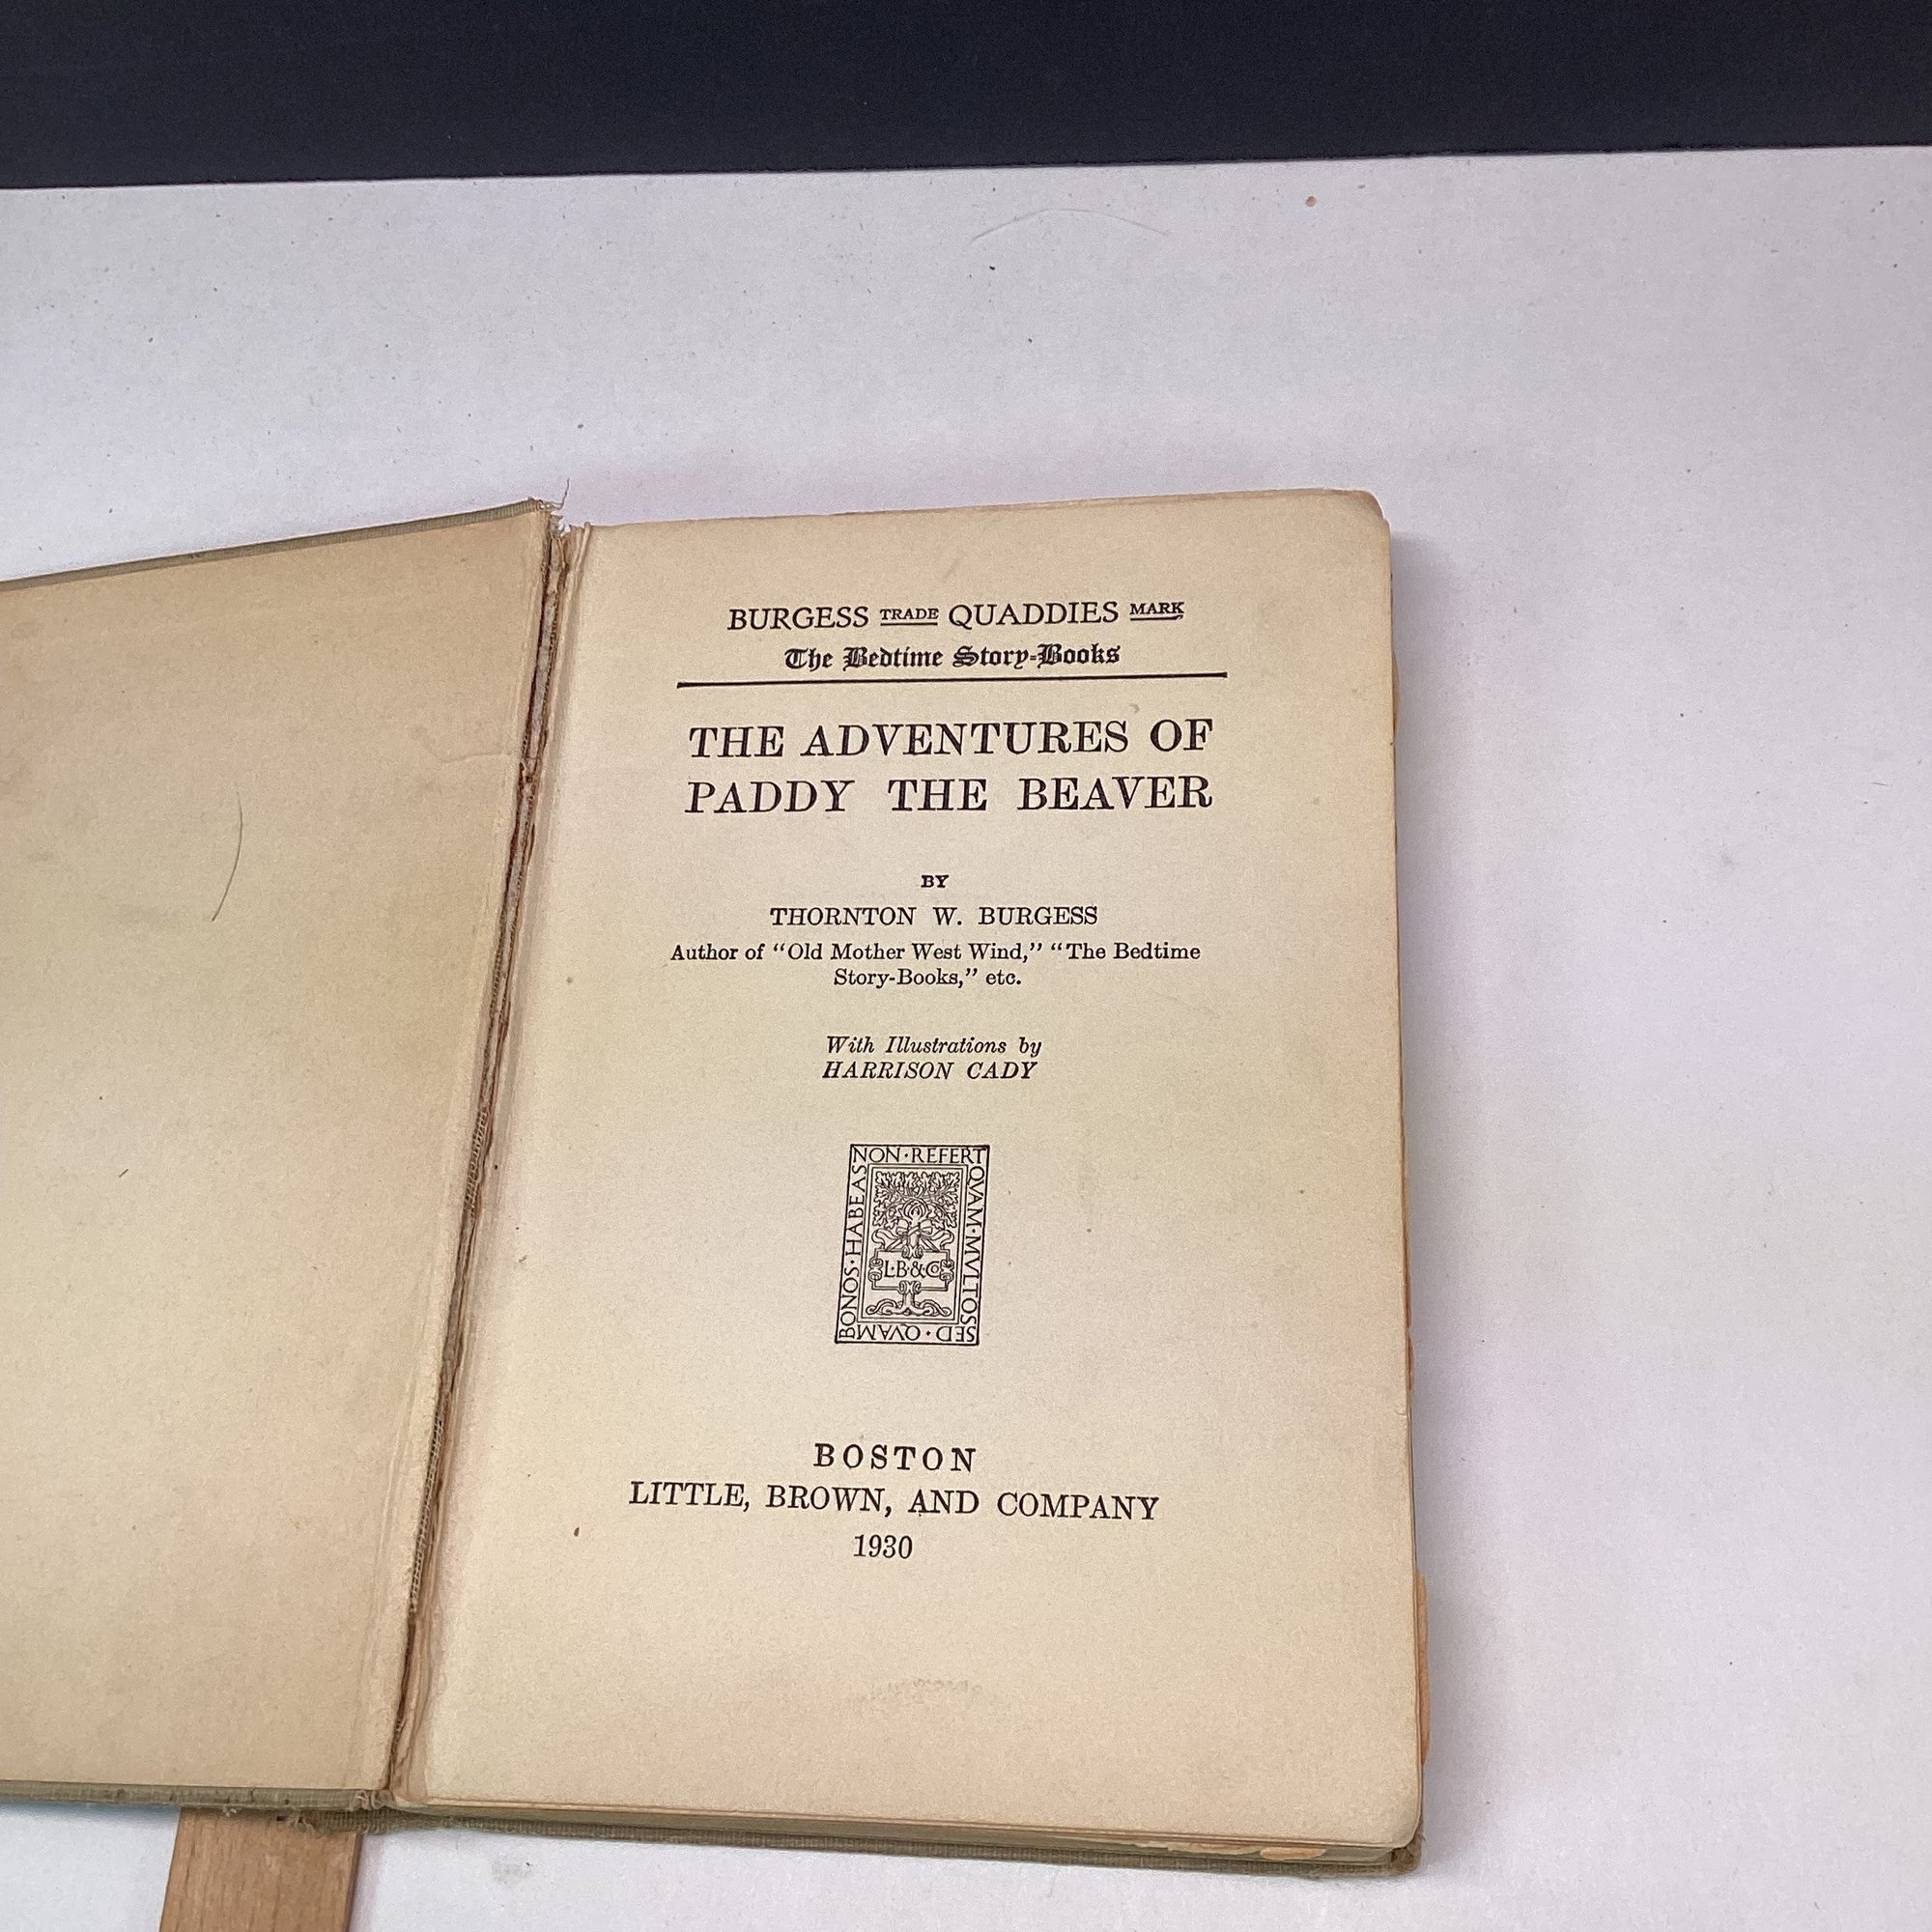 BURGESS TRADE QUADDIES MARK
The Bedtime Story-Books
THE ADVENTURES OF
PADDY THE BEAVER
BY
THORNTON W. BURGESS
Author of “Old Mother West Wind,” “The Bedtime
Story-Books,” etc.
With Illustrations by
HARRISON CADY
NON·REFERT
QVAM·MVLTOS
SED·QVAM
BONOS·HABEAS
L·B·&Co
BOSTON
LITTLE, BROWN, AND COMPANY
1930